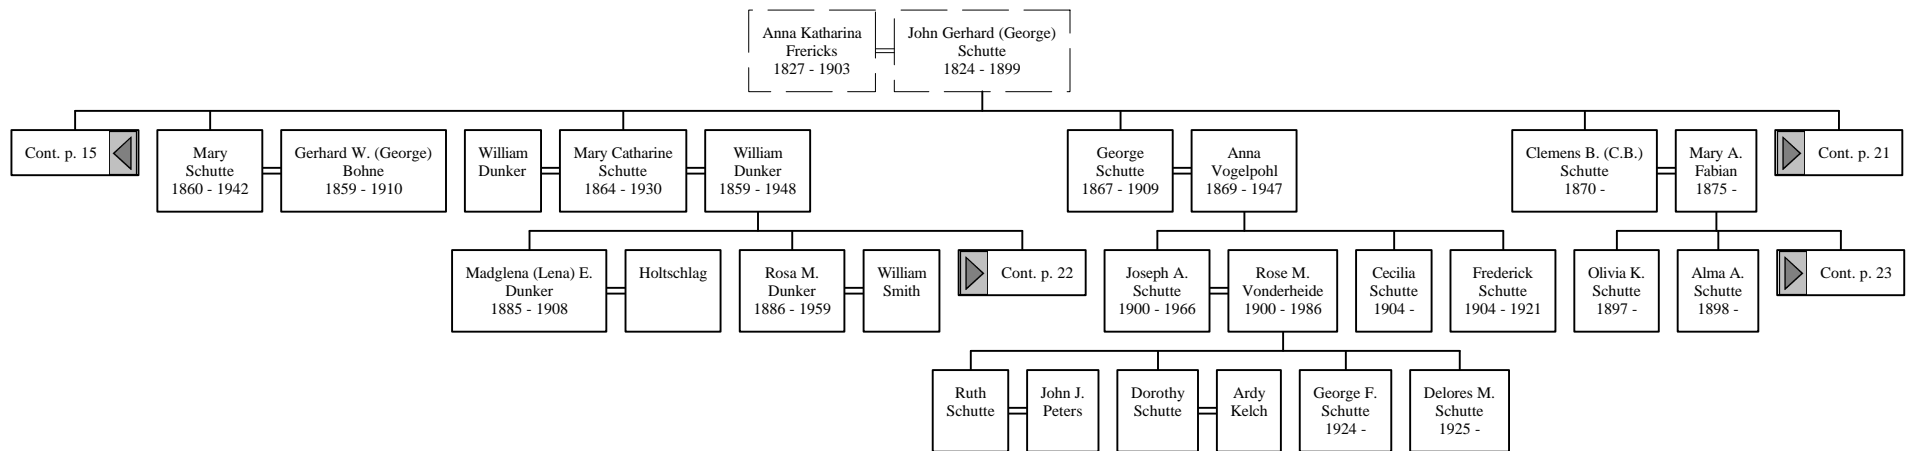 Anna Katharina
Frericks
1827 - 1903
John Gerhard (George)
Schutte
1824 - 1899
Cont. p. 15
Mary
Schutte
1860 - 1942
Gerhard W. (George)
Bohne
1859 - 1910
William
Dunker
Mary Catharine
Schutte
1864 - 1930
William
Dunker
1859 - 1948
George
Schutte
1867 - 1909
Anna
Vogelpohl
1869 - 1947
Clemens B. (C.B.)
Schutte
1870 -
Mary A.
Fabian
1875 -
Cont. p. 21
Madglena (Lena) E.
Dunker
1885 - 1908
Holtschlag
Rosa M.
Dunker
1886 - 1959
William
Smith
Cont. p. 22
Joseph A.
Schutte
1900 - 1966
Rose M.
Vonderheide
1900 - 1986
Cecilia
Schutte
1904 -
Frederick
Schutte
1904 - 1921
Olivia K.
Schutte
1897 -
Alma A.
Schutte
1898 -
Cont. p. 23
Ruth
Schutte
John J.
Peters
Dorothy
Schutte
Ardy
Kelch
George F.
Schutte
1924 -
Delores M.
Schutte
1925 -